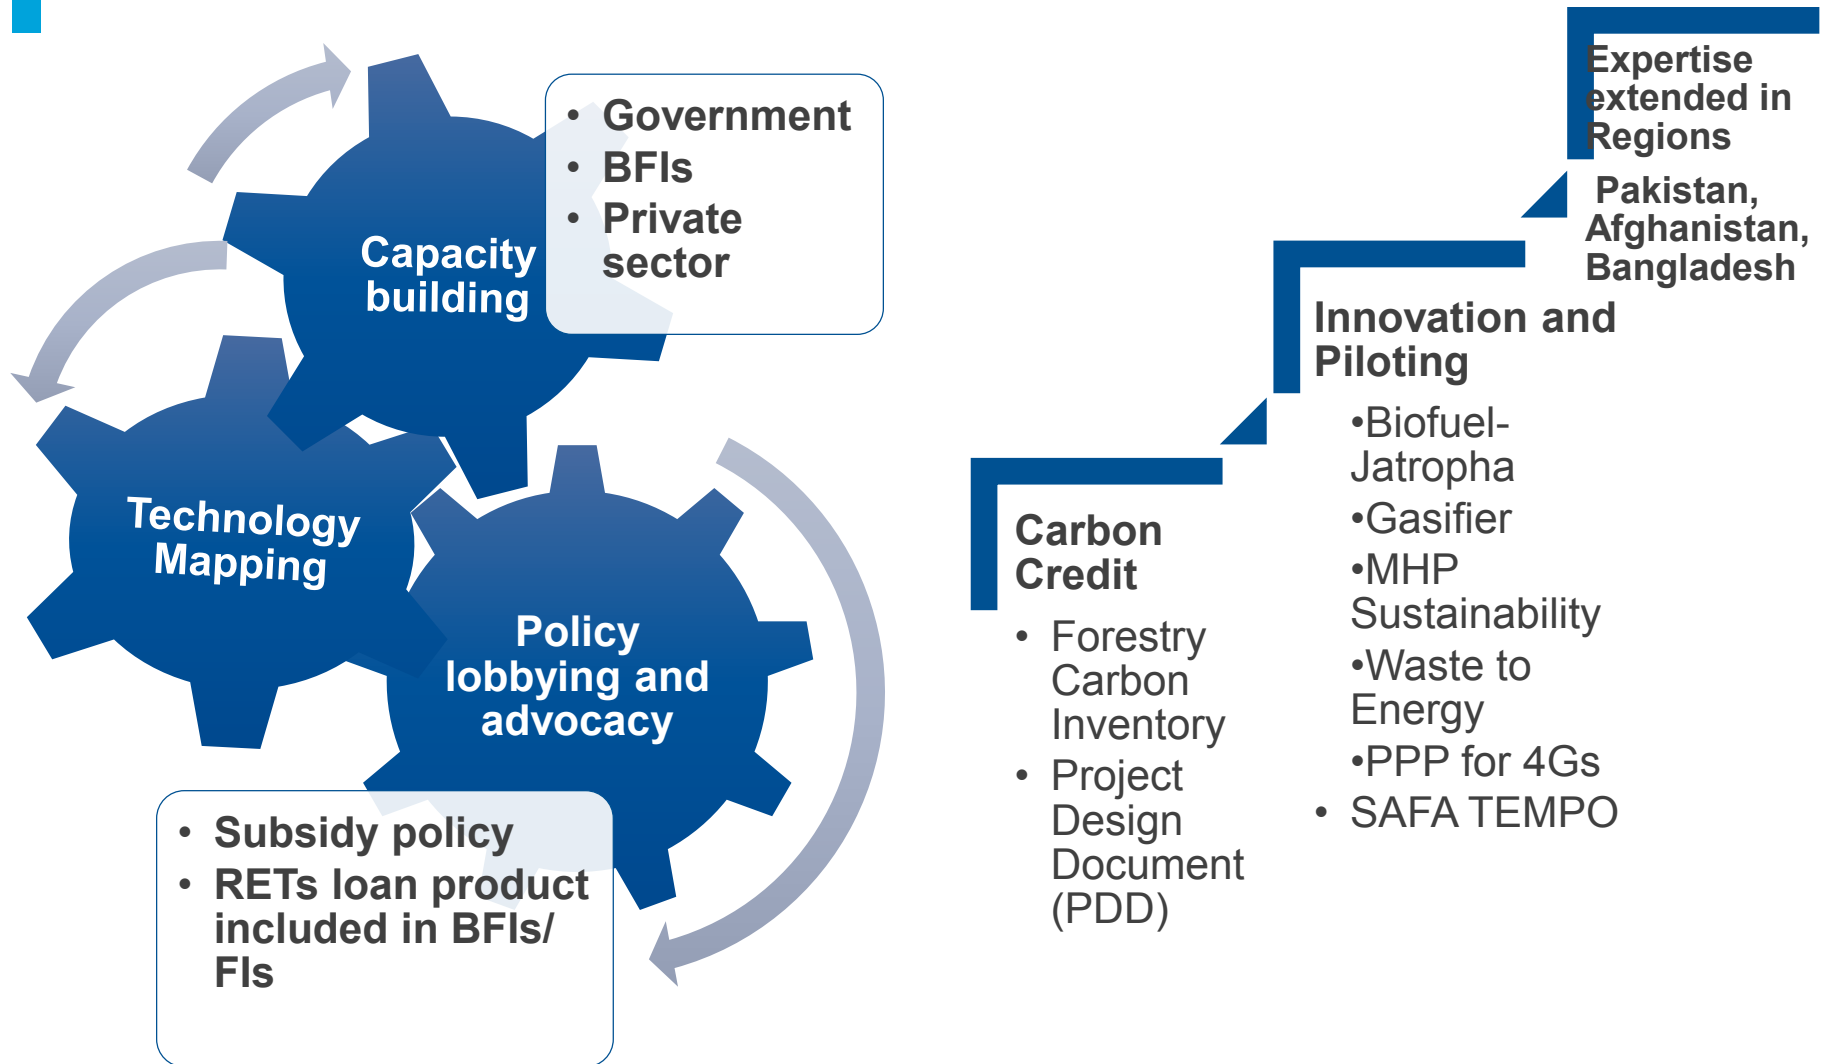 Capacity
building
• Government
• BFIs
• Private
sector
Technology
Mapping
Policy
lobbying and
advocacy
• Subsidy policy
• RETs loan product
included in BFIs/
FIs
Carbon
Credit
• Forestry
Carbon
Inventory
• Project
Design
Document
(PDD)
Innovation and
Piloting
•Biofuel-
Jatropha
•Gasifier
•MHP
Sustainability
•Waste to
Energy
•PPP for 4Gs
• SAFA TEMPO
Expertise
extended in
Regions
Pakistan,
Afghanistan,
Bangladesh